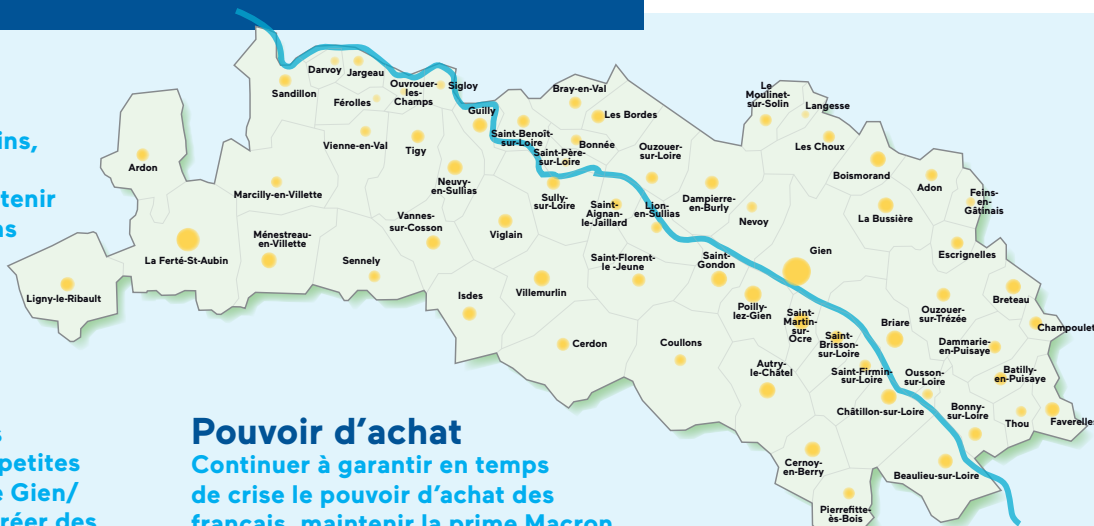 Darvoy
Jargeau
Sandillon
Férolles
Ouvrouer-
les-
Champs
Sigloy
Guilly
Bray-en-Val
Les Bordes
Saint-Benoît-
sur-Loire
Bonnée
Saint-Père-
sur-Loire
Ouzouer-
sur-Loire
Le
Moulinet-
sur-Solin
Langesse
Les Choux
Boismorand
Adon
Feins-
en-
Gâtinais
La Bussière
Escrignelles
Ardon
Vienne-en-Val
Tigy
Marcilly-en-Villette
Neuvy-
en-Sullias
Sully-
sur-Loire
Saint-
Aignan-
le-Jaillard
Lion-
en-Sullias
Dampierre-
en-Burly
Nevoy
Vannes-
sur-Cosson
Viglain
Ménestreau-
en-Villette
La Ferté-St-Aubin
Sennely
Ligny-le-Ribault
Isdes
Villemurlin
Saint-Florent-
le -Jeune
Saint-
Gondon
Gien
Poilly-
lez-Gien
Saint-
Martin-
sur-
Ocre
Saint-
Brisson-
sur-Loire
Briare
Ouzouer-
sur-Trézée
Breteau
Champoulet
Dammarie-
en-Puisaye
Batilly-
en-Puisaye
Cerdon
Coullons
Autry-
le-Châtel
Saint-Firmin-
sur-Loire
Ousson-
sur-Loire
Châtillon-sur-Loire
Bonny-
sur-Loire
Thou
Faverelles
Cernoy-
en-Berry
Beaulieu-sur-Loire
Pierrefitte-
ès-Bois
ins,
tenir
ns
s
petites
e Gien/
réer des
Pouvoir d’achat
Continuer à garantir en temps
de crise le pouvoir d’achat des
français, maintenir la prime Macron